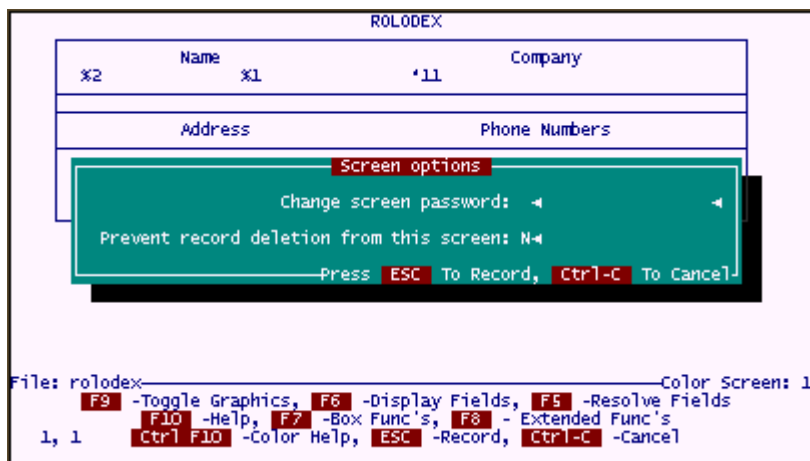 ROLODEX
Name Company
%2 %1 '11
Address Phone Numbers
Screen options
Change screen password:
Prevent record deletion from this screen: N
Press ESC To Record, Ctrl-C To Cancel
File: rolodex Color Screen: 1
F9 -Toggle Graphics, F6 -Display Fields, F5 -Resolve Fields
F10 -Help, F7 -Box Func's, F8 - Extended Func's
1, 1 Ctrl F10 -Color Help, ESC -Record, Ctrl-C -Cancel